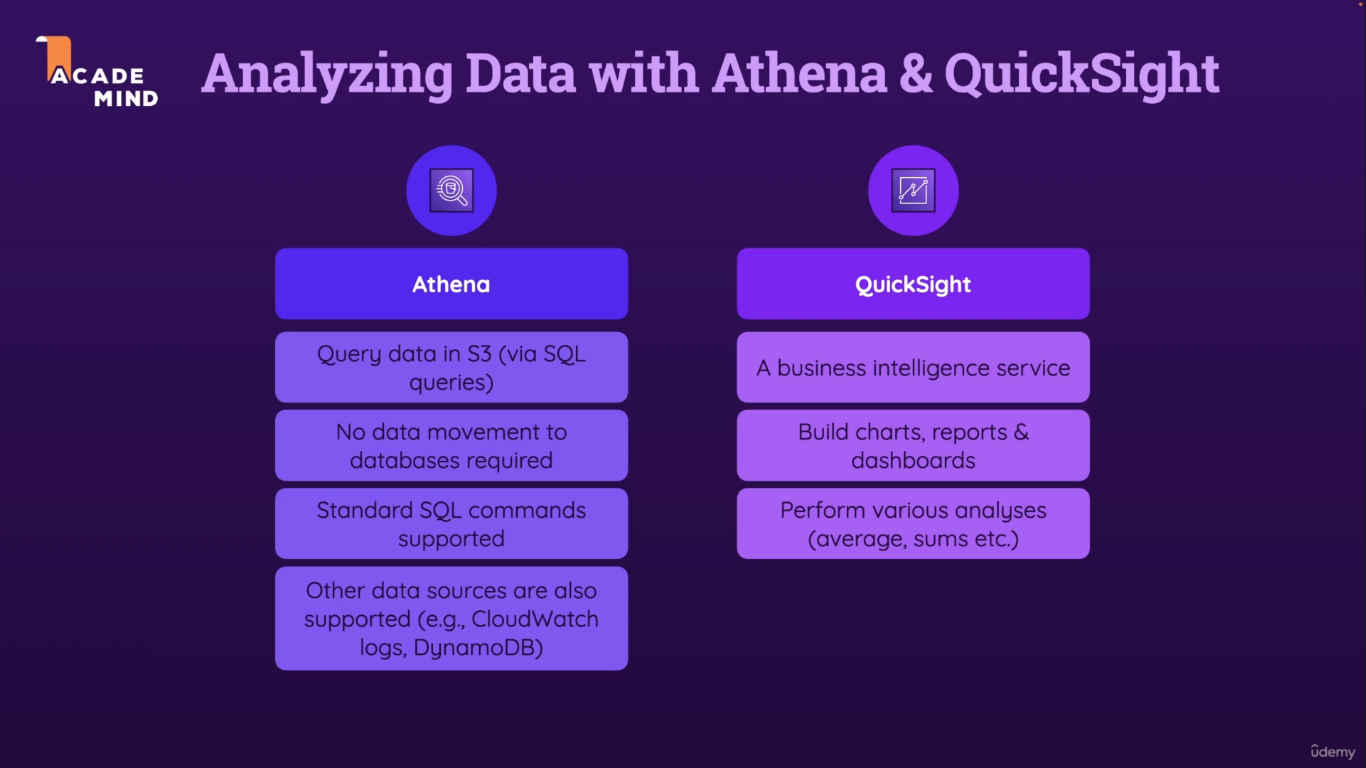 ACADE
MIND
Analyzing Data with Athena & QuickSight
Athena
Query data in S3 (via SQL
queries)
No data movement to
databases required
Standard SQL commands
supported
Other data sources are also
supported (e.g., CloudWatch
logs, DynamoDB)
QuickSight
A business intelligence service
Build charts, reports &
dashboards
Perform various analyses
(average, sums etc.)
ûdemy